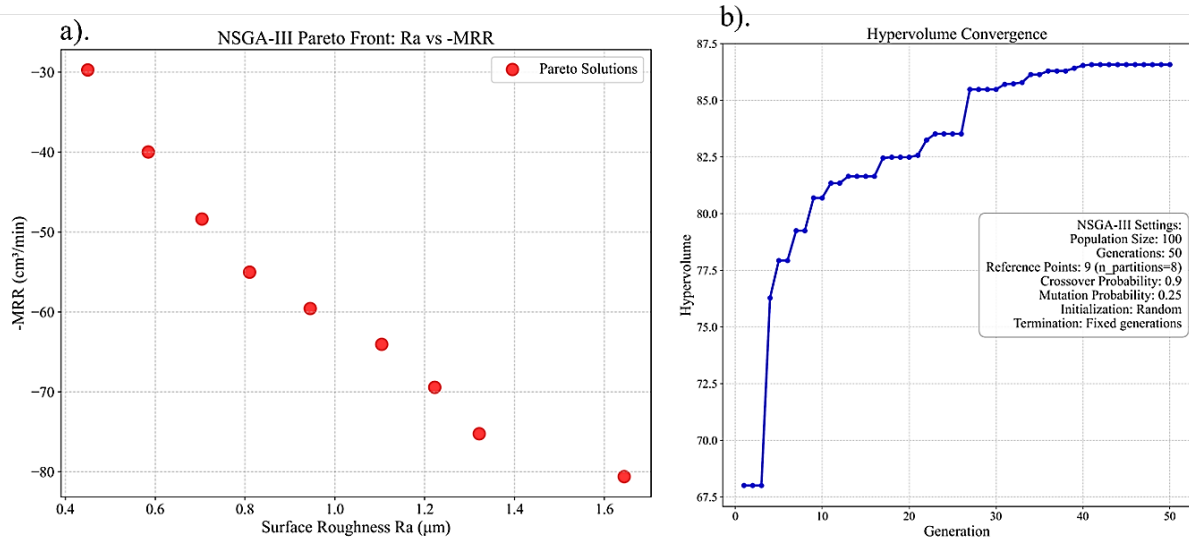 a).
NSGA-III Pareto Front: Ra vs -MRR
Pareto Solutions
-MRR (cm³/min)
−30
−40
−50
−60
−70
−80
0.4 0.6 0.8 1.0 1.2 1.4 1.6
Surface Roughness Ra (μm)
b).
Hypervolume Convergence
Hypervolume
87.5
85.0
82.5
80.0
77.5
75.0
72.5
70.0
67.5
NSGA-III Settings:
Population Size: 100
Generations: 50
Reference Points: 9 (n_partitions=8)
Crossover Probability: 0.9
Mutation Probability: 0.25
Initialization: Random
Termination: Fixed generations
0 10 20 30 40 50
Generation